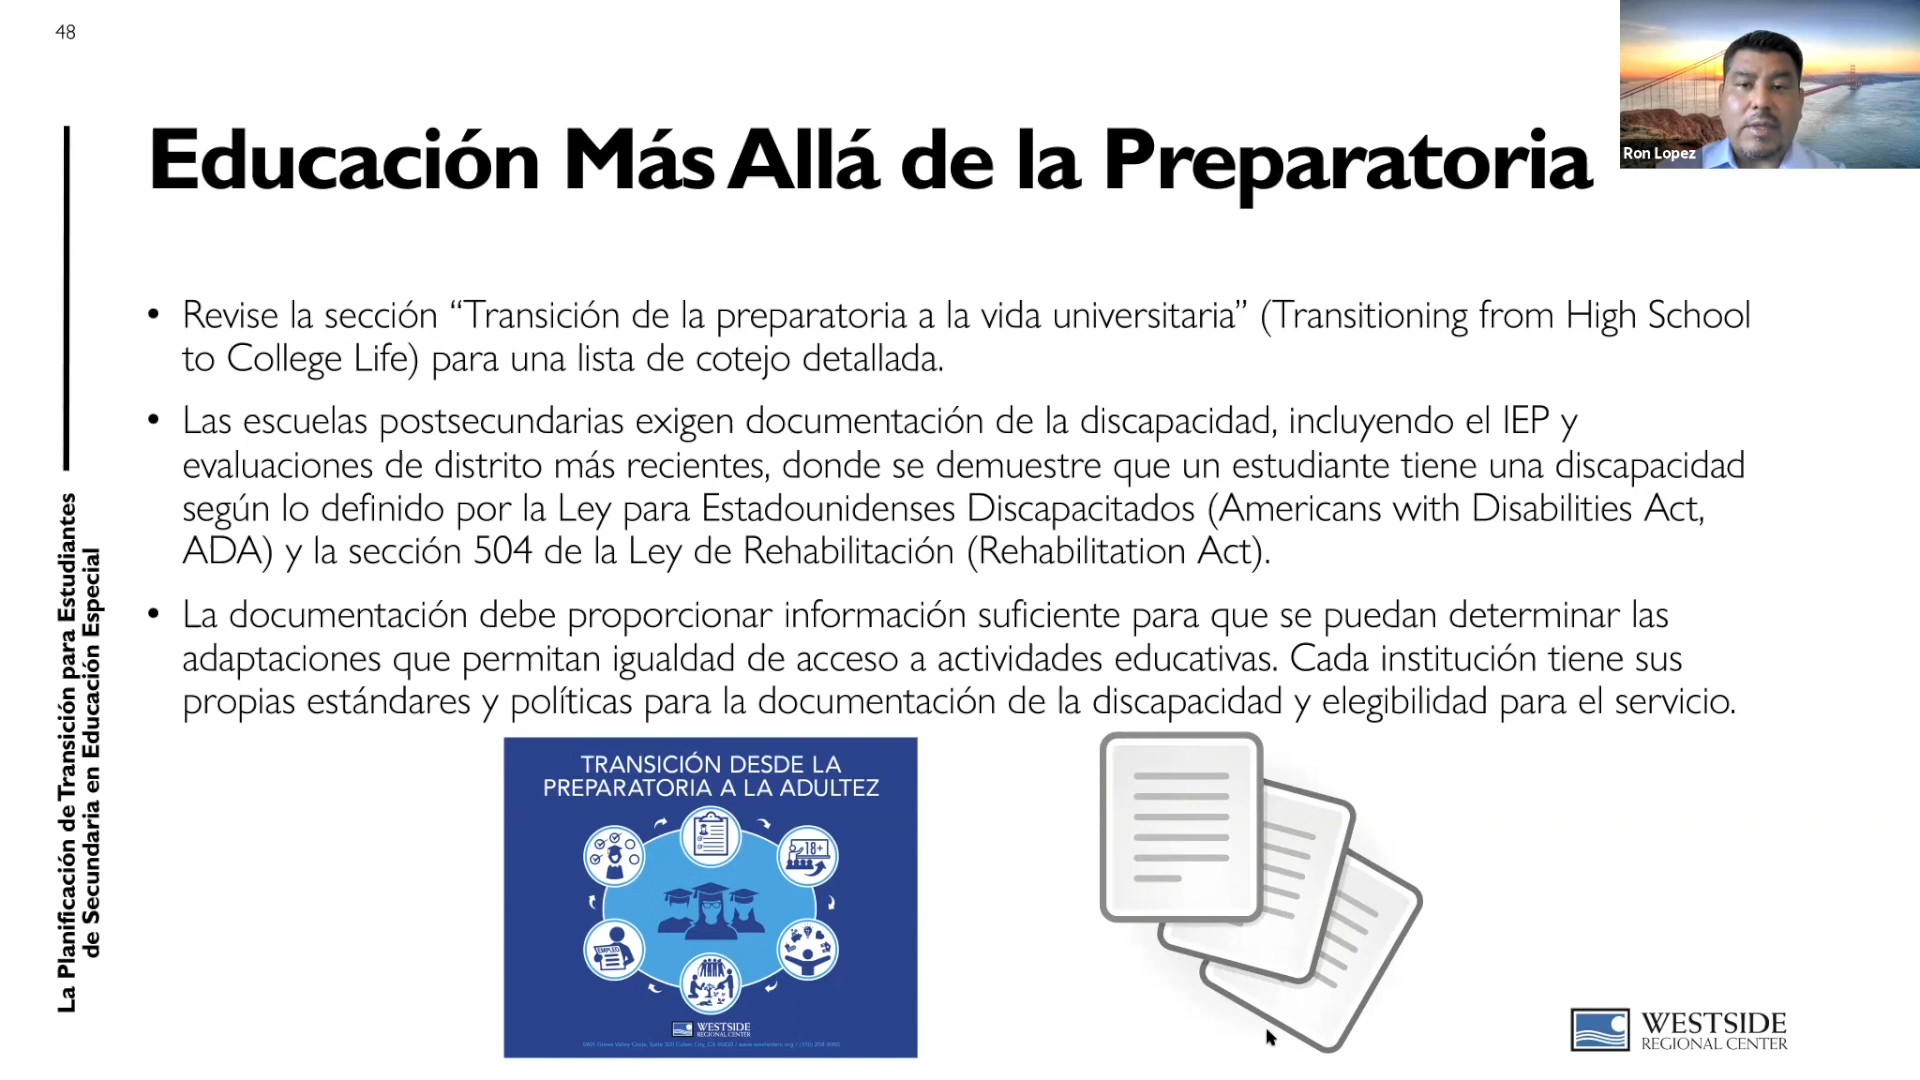 48
Ron Lopez
Educación Más Allá de la Preparatoria
• Revise la sección “Transición de la preparatoria a la vida universitaria” (Transitioning from High School
to College Life) para una lista de cotejo detallada.
• Las escuelas postsecundarias exigen documentación de la discapacidad, incluyendo el IEP y
evaluaciones de distrito más recientes, donde se demuestre que un estudiante tiene una discapacidad
según lo definido por la Ley para Estadounidenses Discapacitados (Americans with Disabilities Act,
ADA) y la sección 504 de la Ley de Rehabilitación (Rehabilitation Act).
• La documentación debe proporcionar información suficiente para que se puedan determinar las
adaptaciones que permitan igualdad de acceso a actividades educativas. Cada institución tiene sus
propias estándares y políticas para la documentación de la discapacidad y elegibilidad para el servicio.
La Planificación de Transición para Estudiantes
de Secundaria en Educación Especial
TRANSICIÓN DESDE LA
PREPARATORIA A LA ADULTEZ
18+
EMPLEO
WESTSIDE
REGIONAL CENTER
WESTSIDE
REGIONAL CENTER